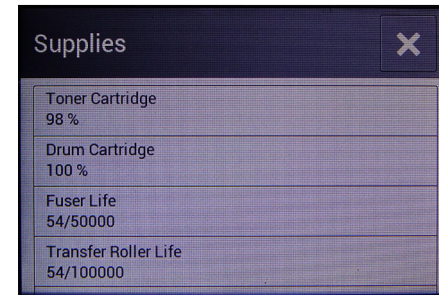 Supplies
Toner Cartridge
98 %
Drum Cartridge
100 %
Fuser Life
54/50000
Transfer Roller Life
54/100000